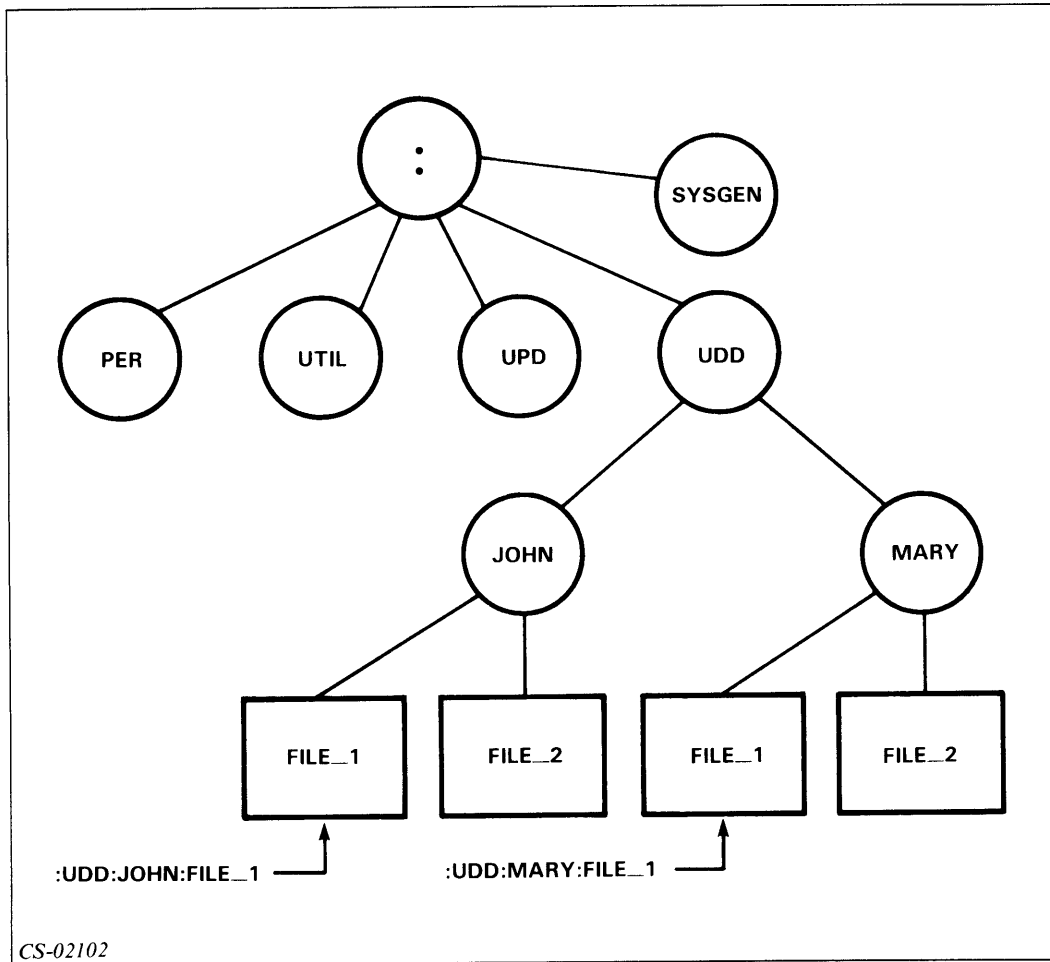 :
SYSGEN
PER
UTIL
UPD
UDD
JOHN
MARY
FILE_1
FILE_2
FILE_1
FILE_2
:UDD:JOHN:FILE_1
:UDD:MARY:FILE_1
CS-02102